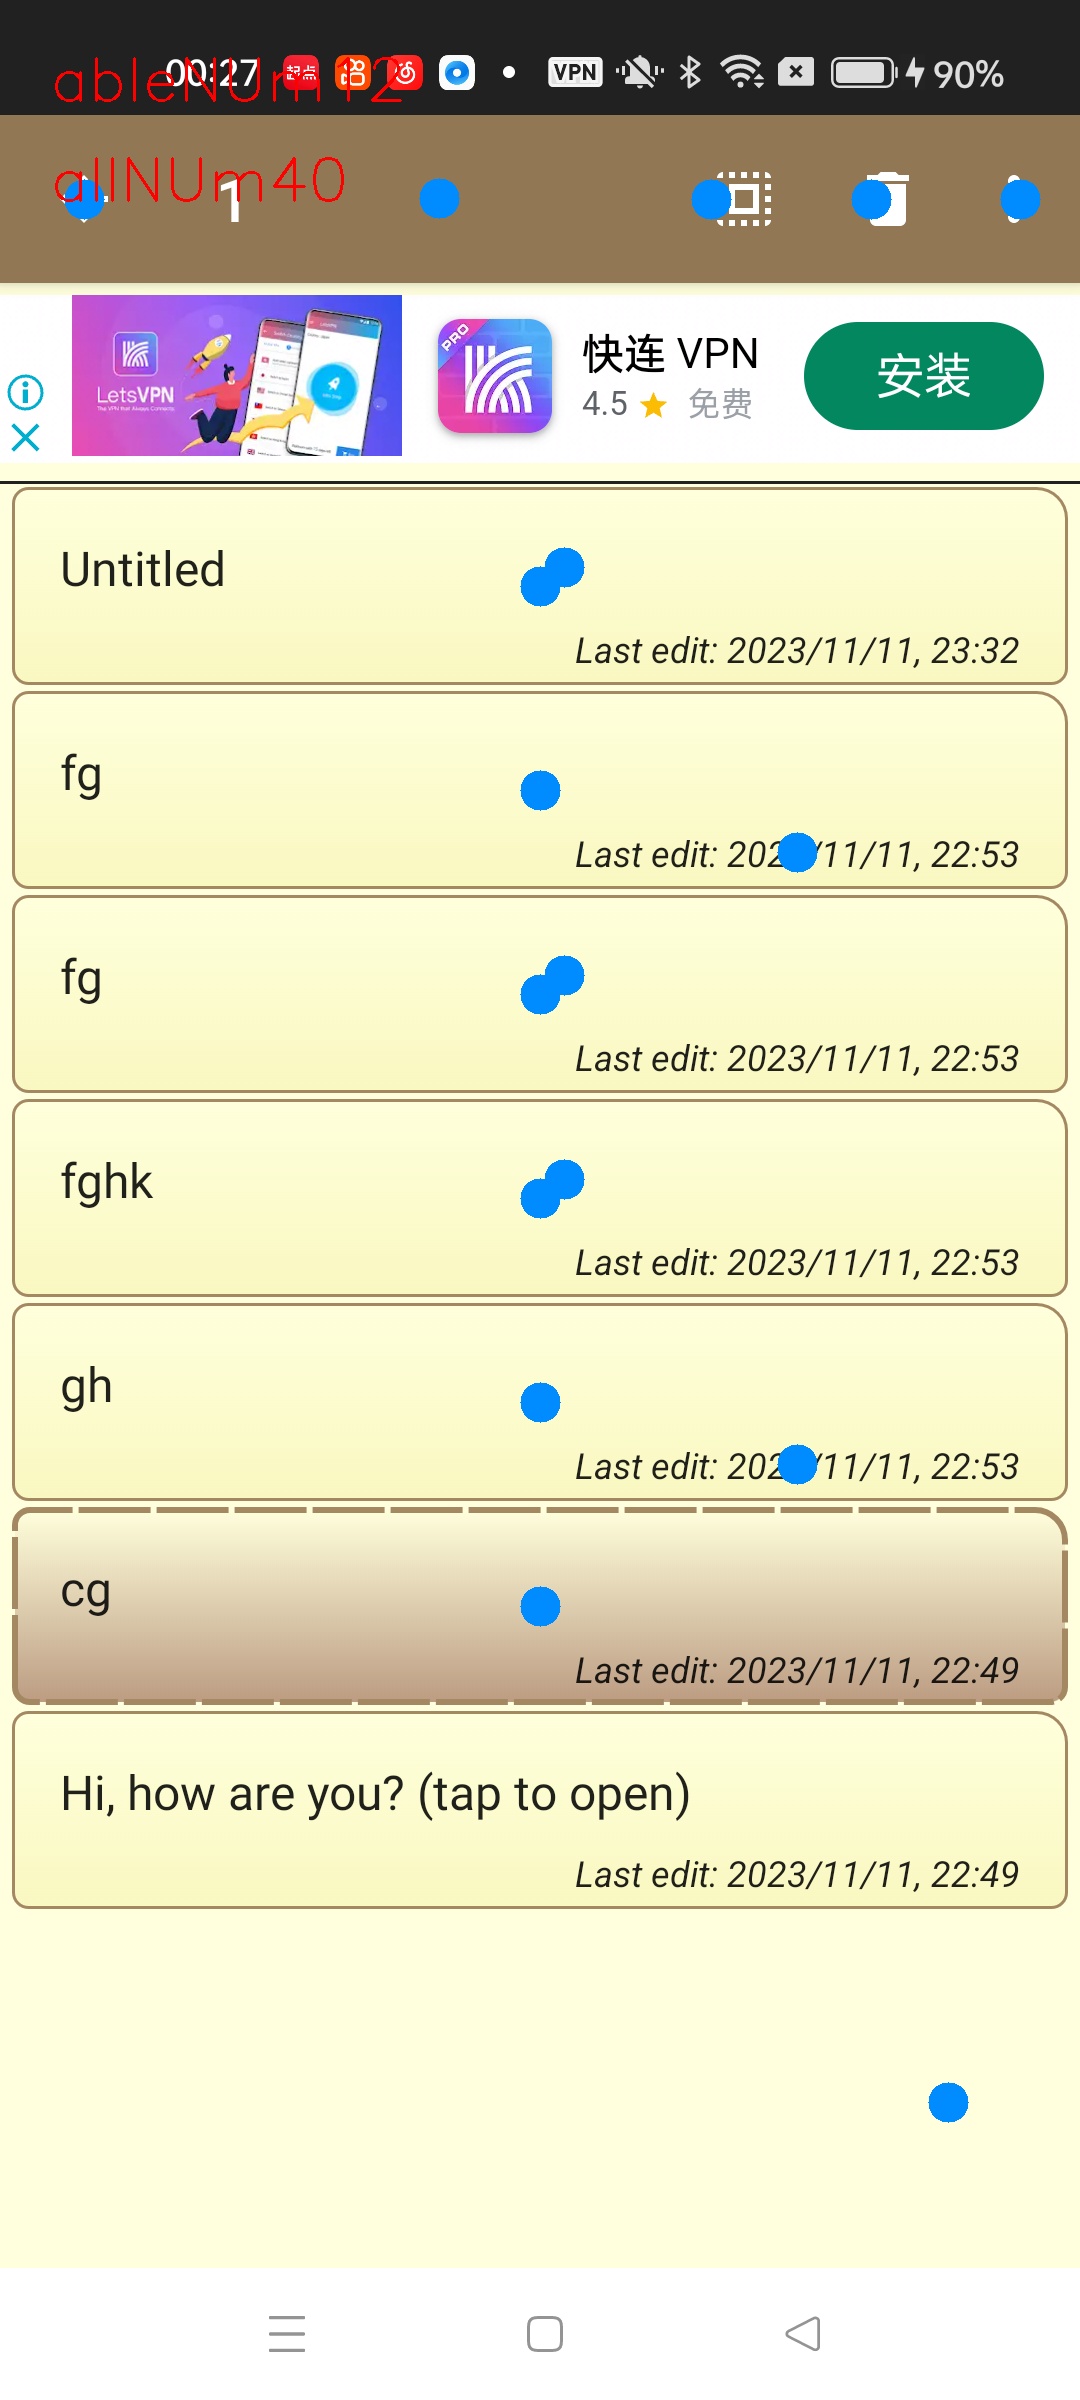 ableNUm12
00:27 起点 VPN 90%
allNUm40
1
LetsVPN
PRO
快连 VPN
4.5 免费
安装
Untitled
Last edit: 2023/11/11, 23:32
fg
Last edit: 202/11/11, 22:53
fg
Last edit: 2023/11/11, 22:53
fghk
Last edit: 2023/11/11, 22:53
gh
Last edit: 202/11/11, 22:53
cg
Last edit: 2023/11/11, 22:49
Hi, how are you? (tap to open)
Last edit: 2023/11/11, 22:49